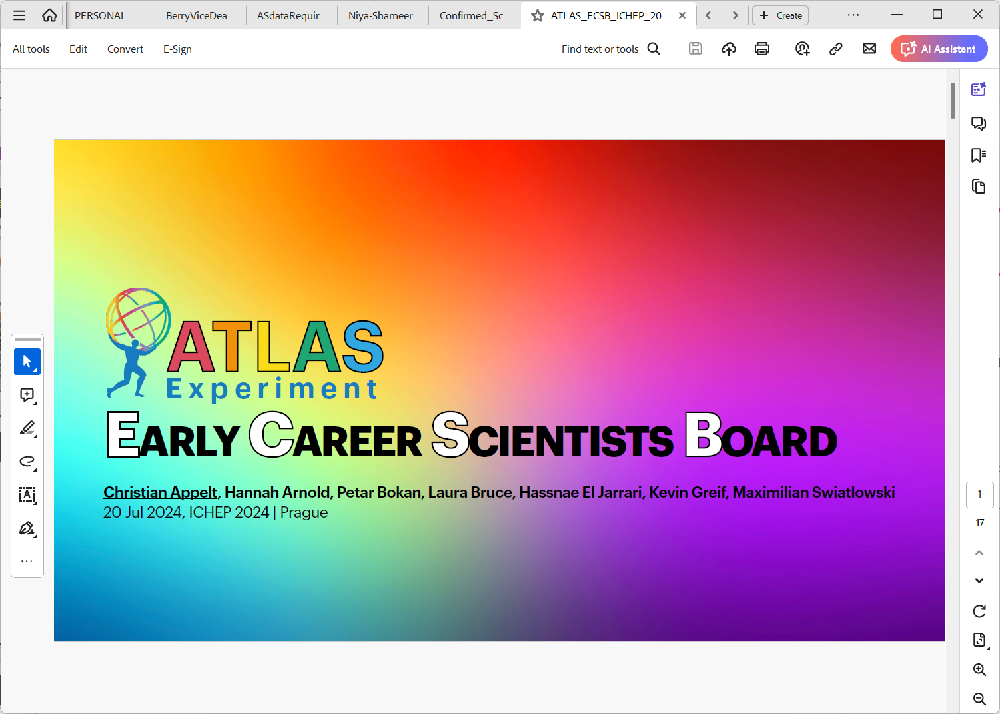 PERSONAL
BerryViceDea...
ASdataRequir...
Niya-Shameer...
Confirmed_Sc...
ATLAS_ECSB_ICHEP_20...
Create
All tools
Edit
Convert
E-Sign
Find text or tools
AI Assistant
ATLAS
Experiment
EARLY CAREER SCIENTISTS BOARD
Christian Appelt, Hannah Arnold, Petar Bokan, Laura Bruce, Hassnae El Jarrari, Kevin Greif, Maximilian Swiatlowski
20 Jul 2024, ICHEP 2024 | Prague
A
1
17